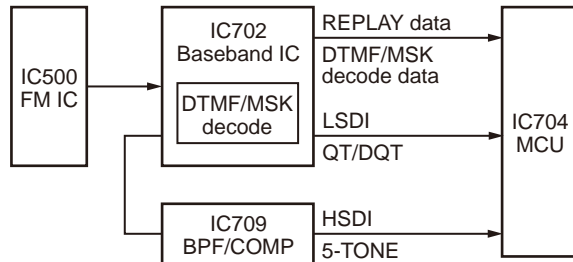 IC500
FM IC
IC702
Baseband IC
DTMF/MSK
decode
REPLAY data
DTMF/MSK
decode data
LSDI
QT/DQT
IC709
BPF/COMP
HSDI
5-TONE
IC704
MCU